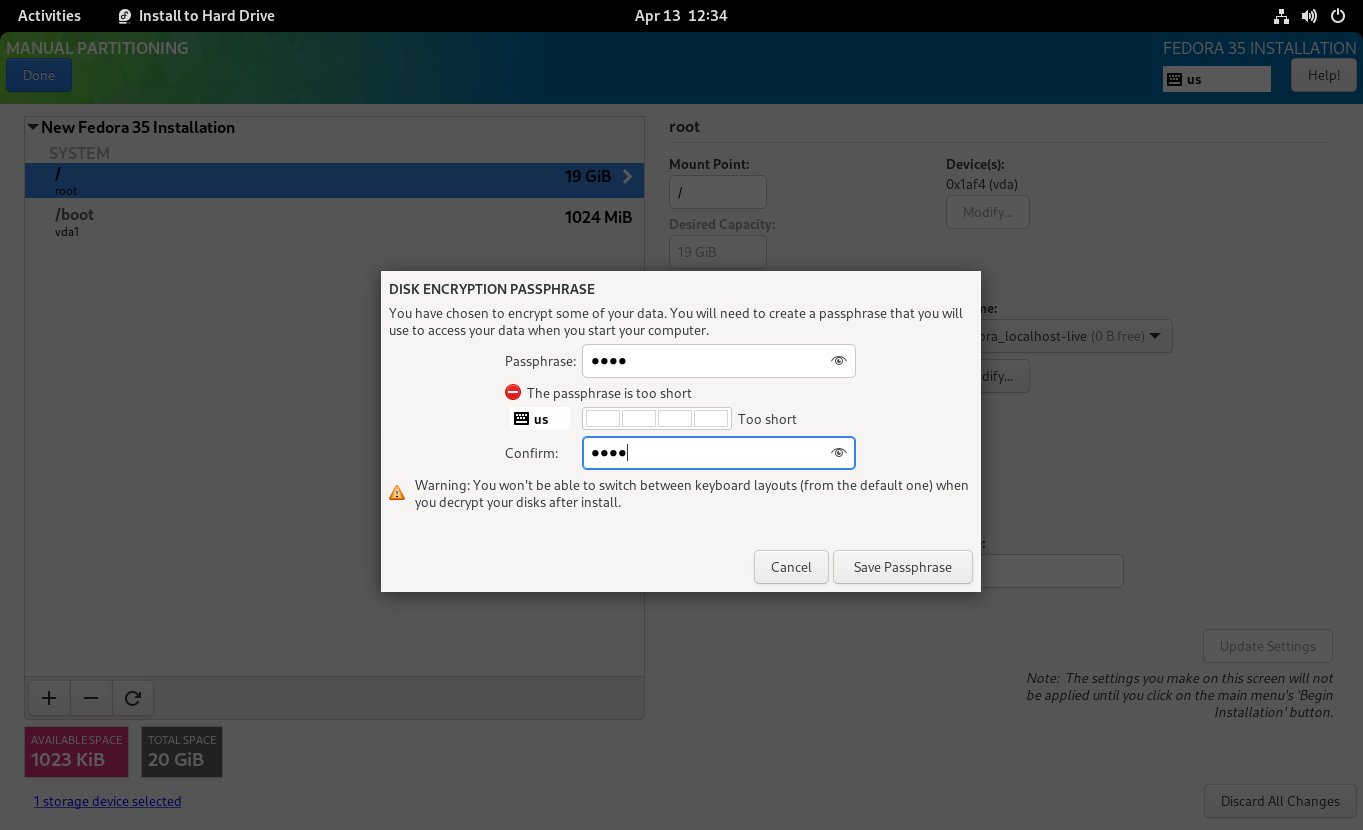 Activities
Install to Hard Drive
Apr 13 12:34
MANUAL PARTITIONING
FEDORA 35 INSTALLATION
Done
us
Help!
New Fedora 35 Installation
SYSTEM
/
root
19 GiB
/boot
vda1
1024 MiB
root
Mount Point:
/
Desired Capacity:
19 GiB
Device(s):
0x1af4 (vda)
Modify...
(0 B free)
DISK ENCRYPTION PASSPHRASE
You have chosen to encrypt some of your data. You will need to create a passphrase that you will
use to access your data when you start your computer.
Passphrase: ●●●●
The passphrase is too short
us
Too short
Confirm: ●●●●
Warning: You won't be able to switch between keyboard layouts (from the default one) when
you decrypt your disks after install.
Cancel
Save Passphrase
Update Settings
Note: The settings you make on this screen will not
be applied until you click on the main menu's 'Begin
Installation' button.
AVAILABLE SPACE
1023 KiB
TOTAL SPACE
20 GiB
1 storage device selected
Discard All Changes